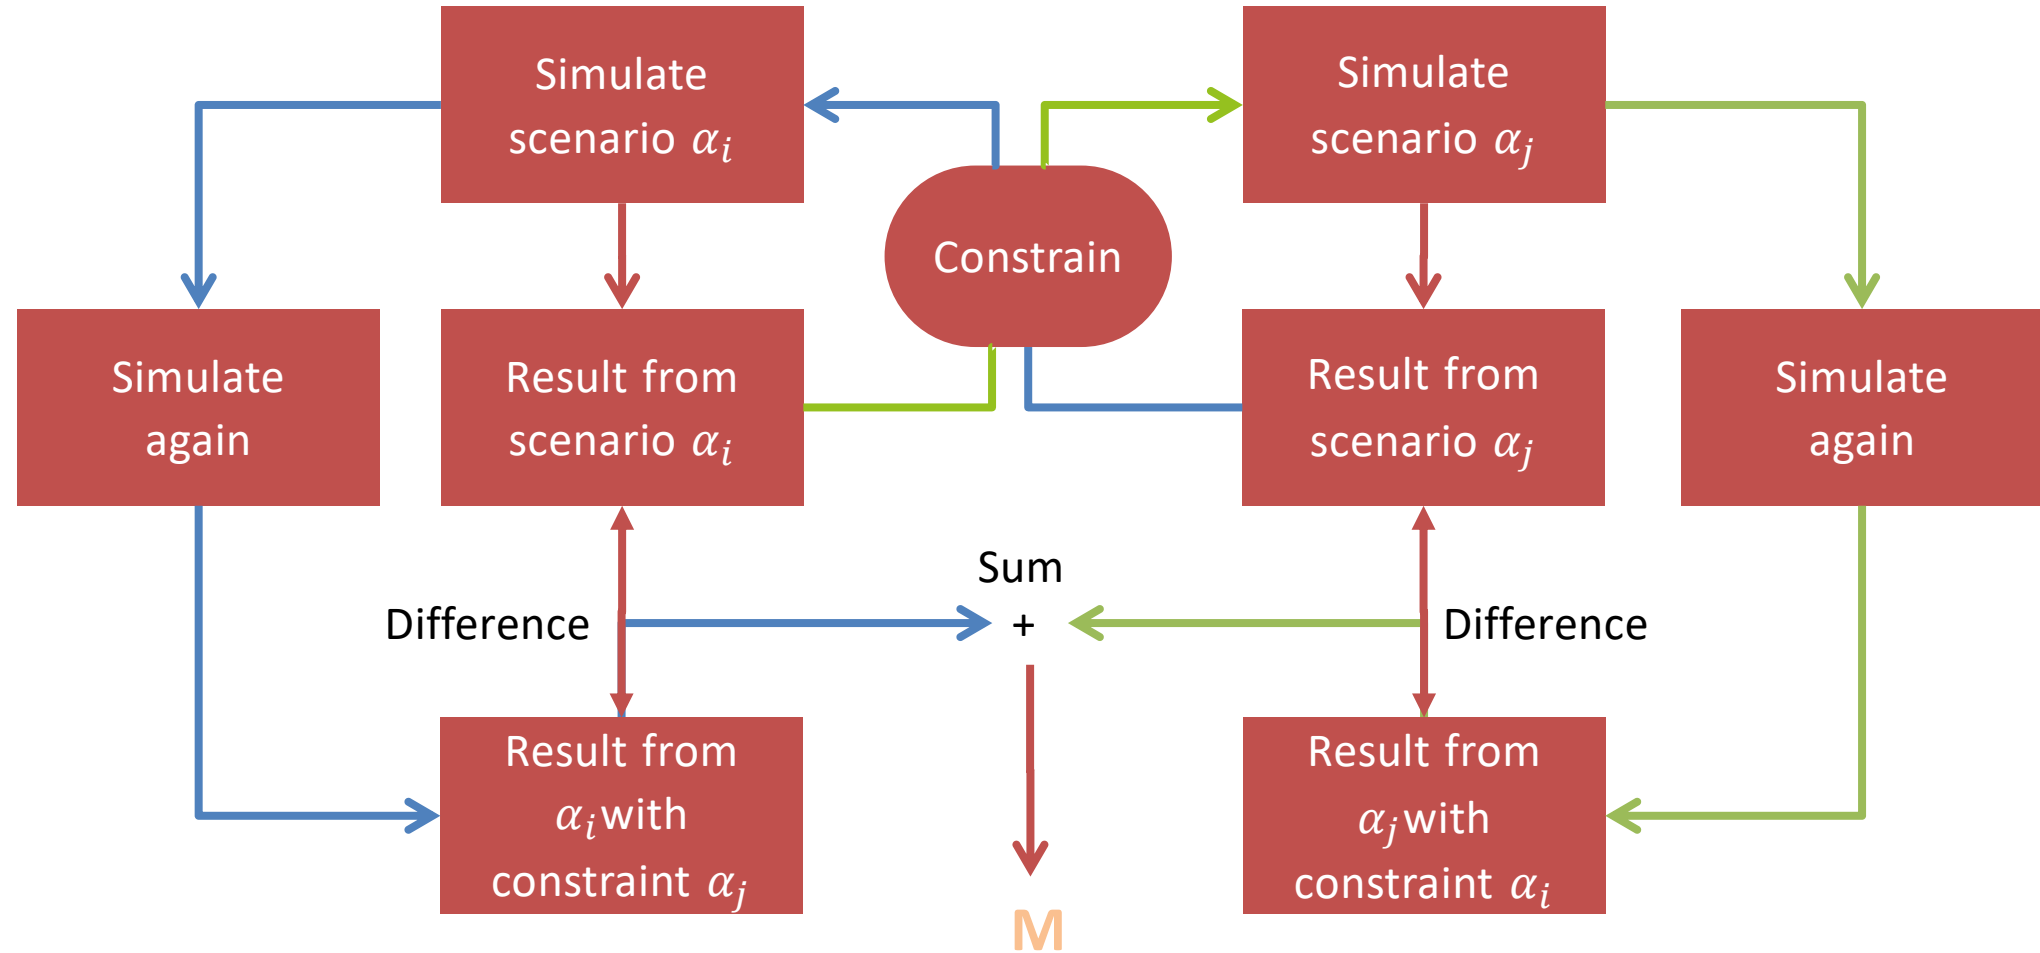 Simulate
scenario αᵢ
Simulate
scenario αⱼ
Constrain
Simulate
again
Result from
scenario αᵢ
Result from
scenario αⱼ
Simulate
again
Sum
+
Difference
Difference
Result from
αᵢ with
constraint αⱼ
Result from
αⱼ with
constraint αᵢ
M